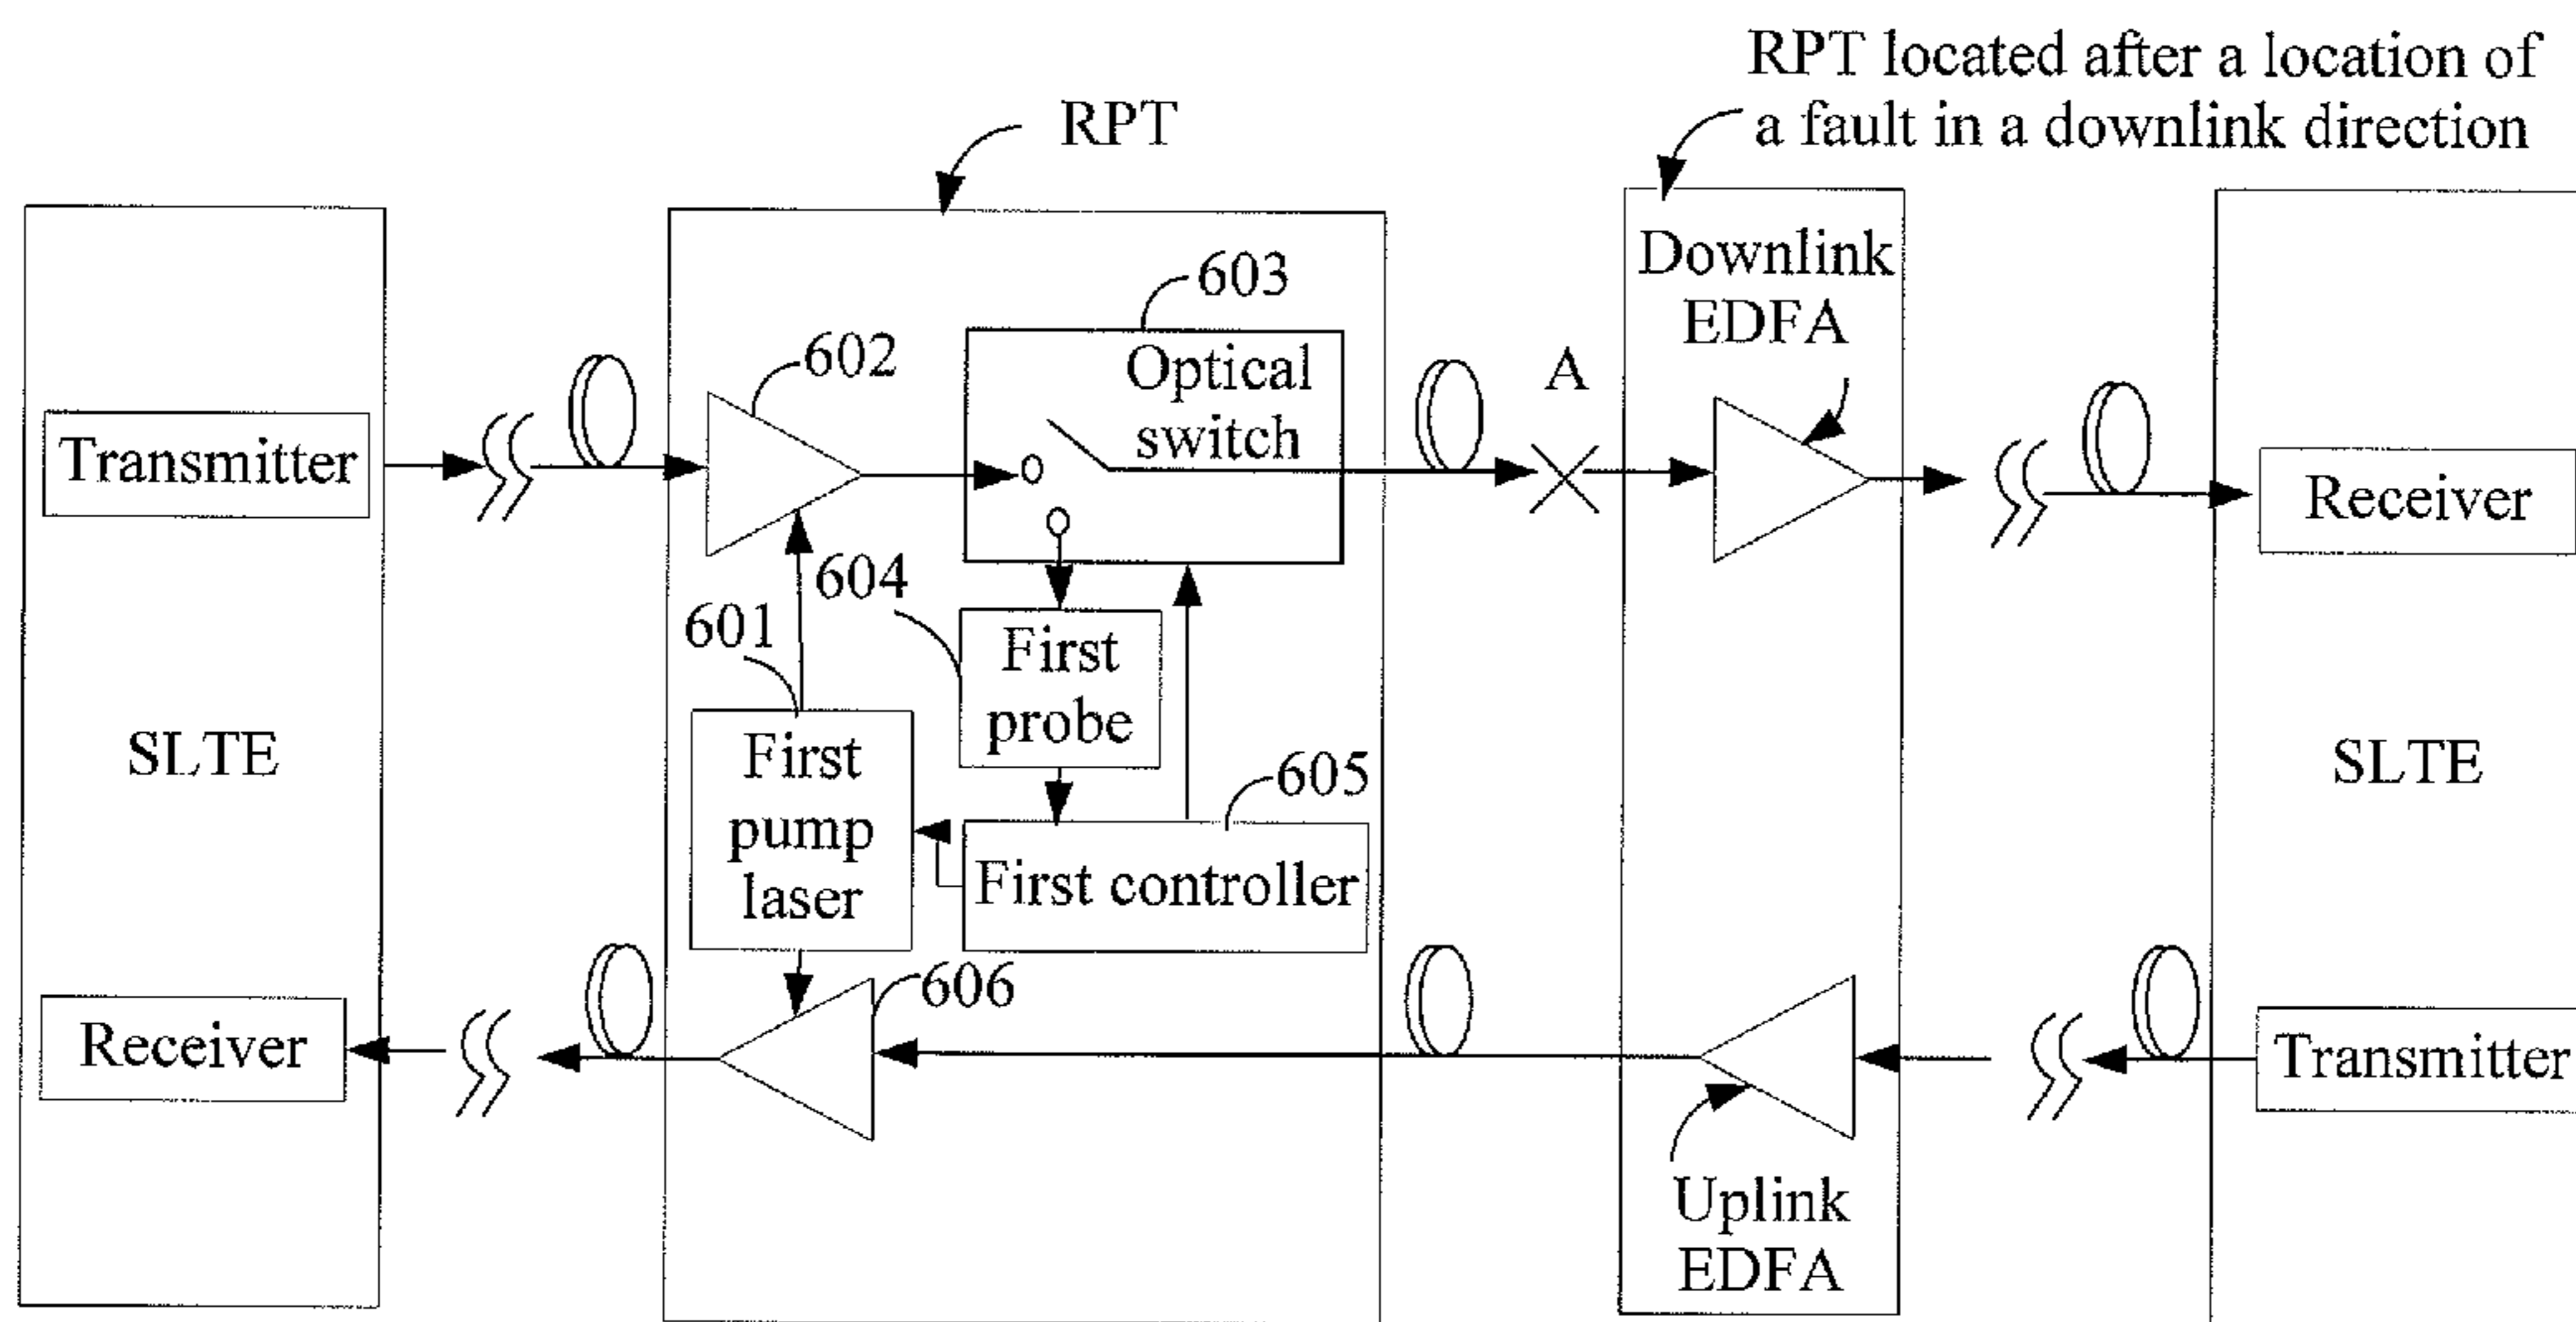 RPT located after a location of
a fault in a downlink direction
RPT
Downlink
EDFA
603
602
Optical
switch
A
Transmitter
Receiver
604
601
First
probe
First
pump
laser
SLTE
SLTE
605
First controller
606
Receiver
Transmitter
Uplink
EDFA